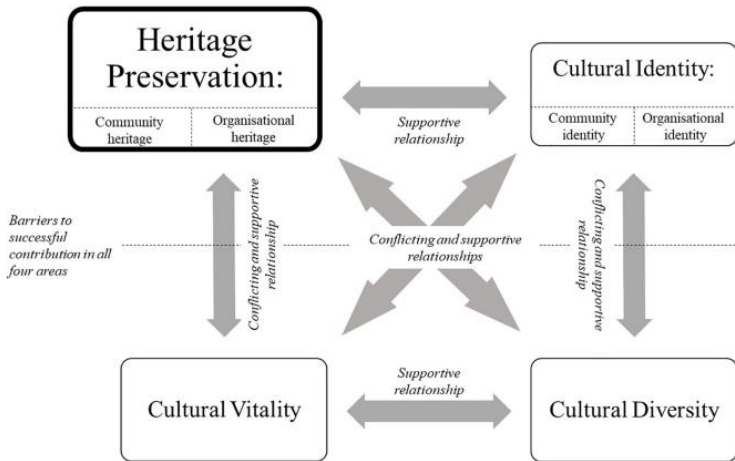 Heritage
Preservation:
Community
heritage
Organisational
heritage
Supportive
relationship
Cultural Identity:
Community
identity
Organisational
identity
Barriers to
successful
contribution in all
four areas
Conflicting and supportive
relationship
Conflicting and supportive
relationships
Conflicting and supportive
relationship
Cultural Vitality
Supportive
relationship
Cultural Diversity